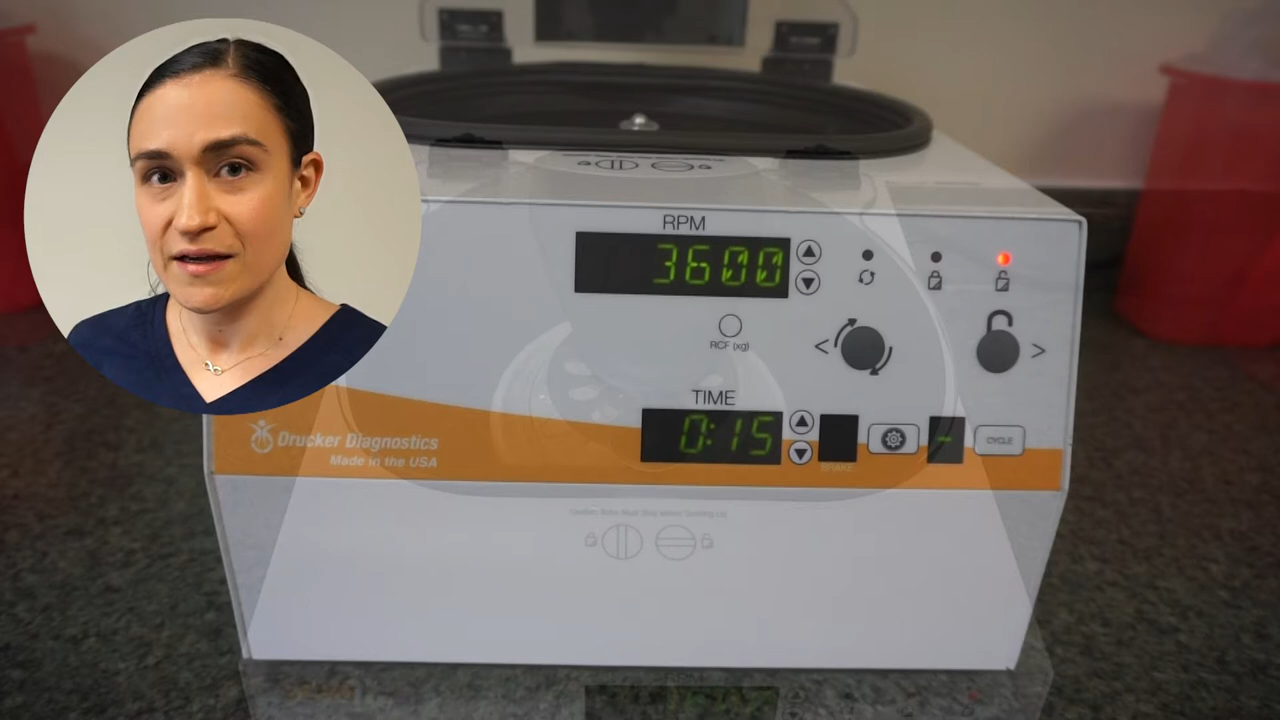 RPM
3600
RCF (xg)
<
>
TIME
0:15
BRAKE
-
CYCLE
Drucker Diagnostics
Made in the USA